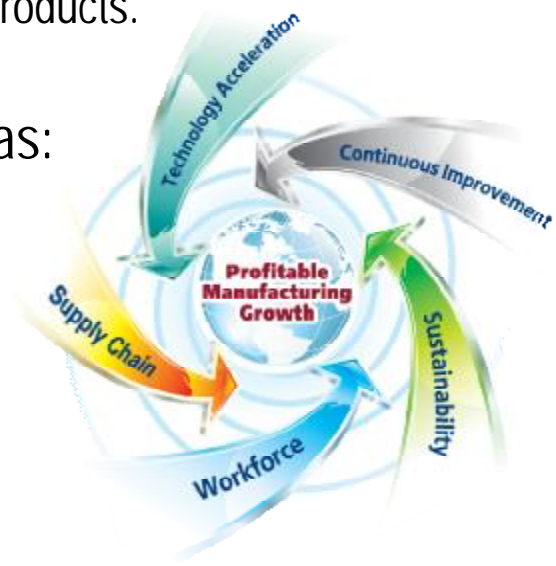 roducts.
as:
Technology Acceleration
Continuous Improvement
Profitable
Manufacturing
Growth
Supply Chain
Sustainability
Workforce